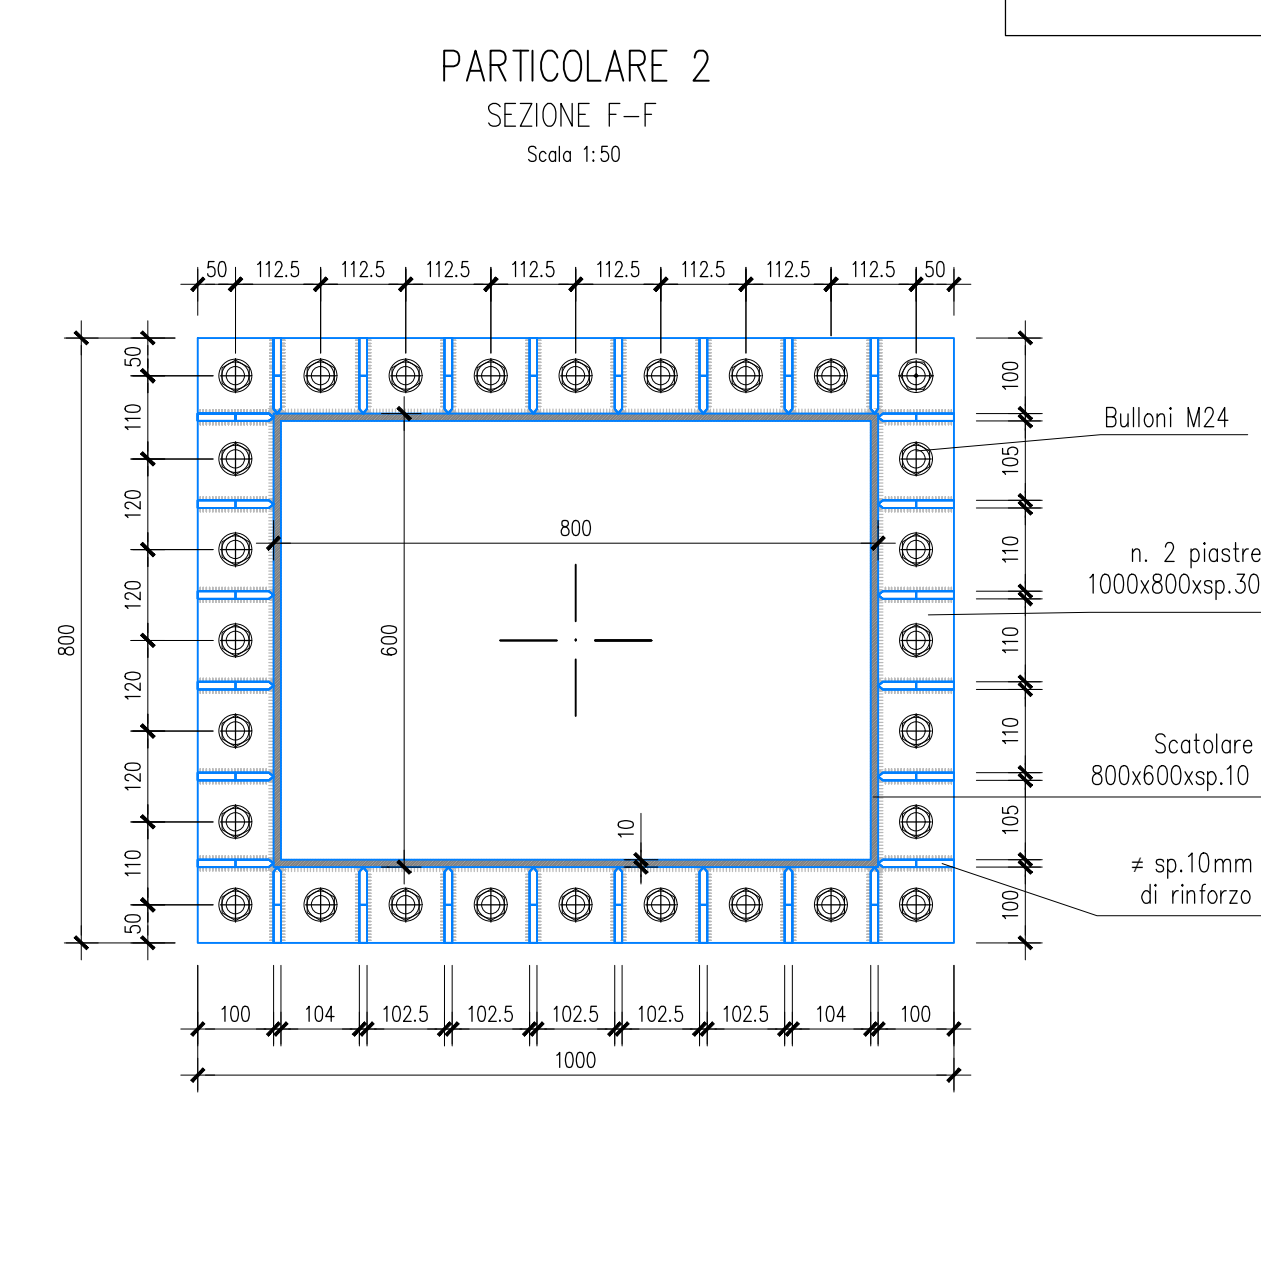 PARTICOLARE 2
SEZIONE F-F
Scala 1:50
50 112.5 112.5 112.5 112.5 112.5 112.5 112.5 112.5 50
50
100
110
Bulloni M24
105
120
800
n. 2 piastre
110
1000x800xsp.30
120
800
600
110
120
110
Scatolare
800x600xsp.10
120
10
105
110
≠ sp.10mm
di rinforzo
50
100
100 104 102.5 102.5 102.5 102.5 102.5 104 100
1000